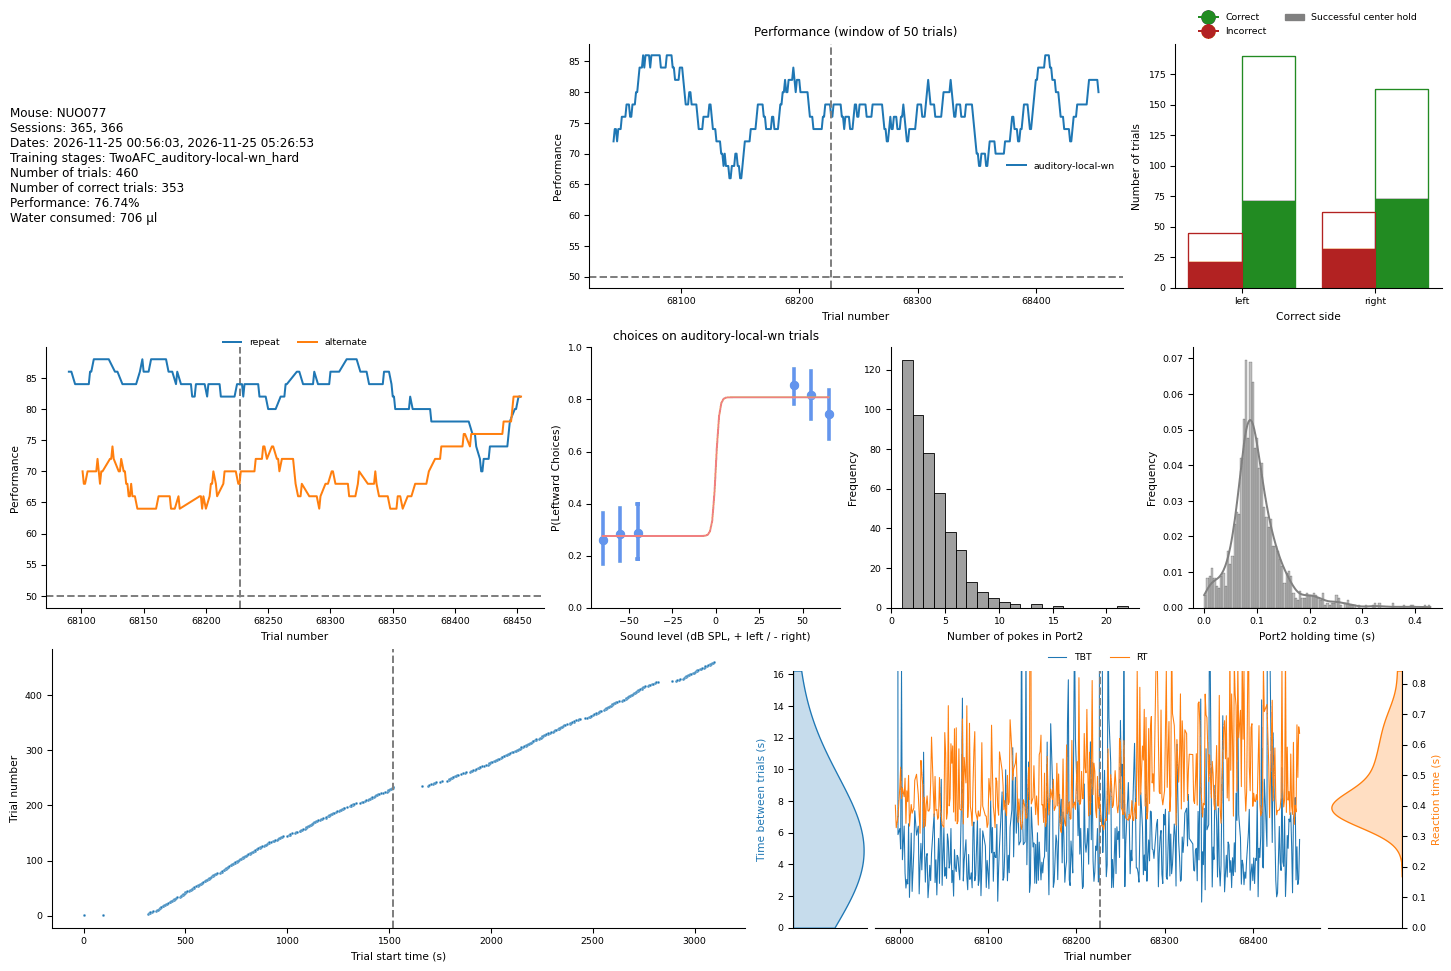 Mouse: NUO077
Sessions: 365, 366
Dates: 2026-11-25 00:56:03, 2026-11-25 05:26:53
Training stages: TwoAFC_auditory-local-wn_hard
Number of trials: 460
Number of correct trials: 353
Performance: 76.74%
Water consumed: 706 µl
Performance (window of 50 trials)
Performance
85
80
75
70
65
60
55
50
auditory-local-wn
68100 68200 68300 68400
Trial number
Correct
Incorrect
Successful center hold
Number of trials
175
150
125
100
75
50
25
0
left right
Correct side
repeat alternate
Performance
85
80
75
70
65
60
55
50
68100 68150 68200 68250 68300 68350 68400 68450
Trial number
choices on auditory-local-wn trials
P(Leftward Choices)
1.0
0.8
0.6
0.4
0.2
0.0
−50 −25 0 25 50
Sound level (dB SPL, + left / - right)
Frequency
120
100
80
60
40
20
0
0 5 10 15 20
Number of pokes in Port2
Frequency
0.07
0.06
0.05
0.04
0.03
0.02
0.01
0.00
0.0 0.1 0.2 0.3 0.4
Port2 holding time (s)
Trial number
400
300
200
100
0
0 500 1000 1500 2000 2500 3000
Trial start time (s)
TBT RT
Time between trials (s)
16
14
12
10
8
6
4
2
0
68000 68100 68200 68300 68400
Trial number
0.8
0.7
0.6
0.5
0.4
0.3
0.2
0.1
0.0
Reaction time (s)